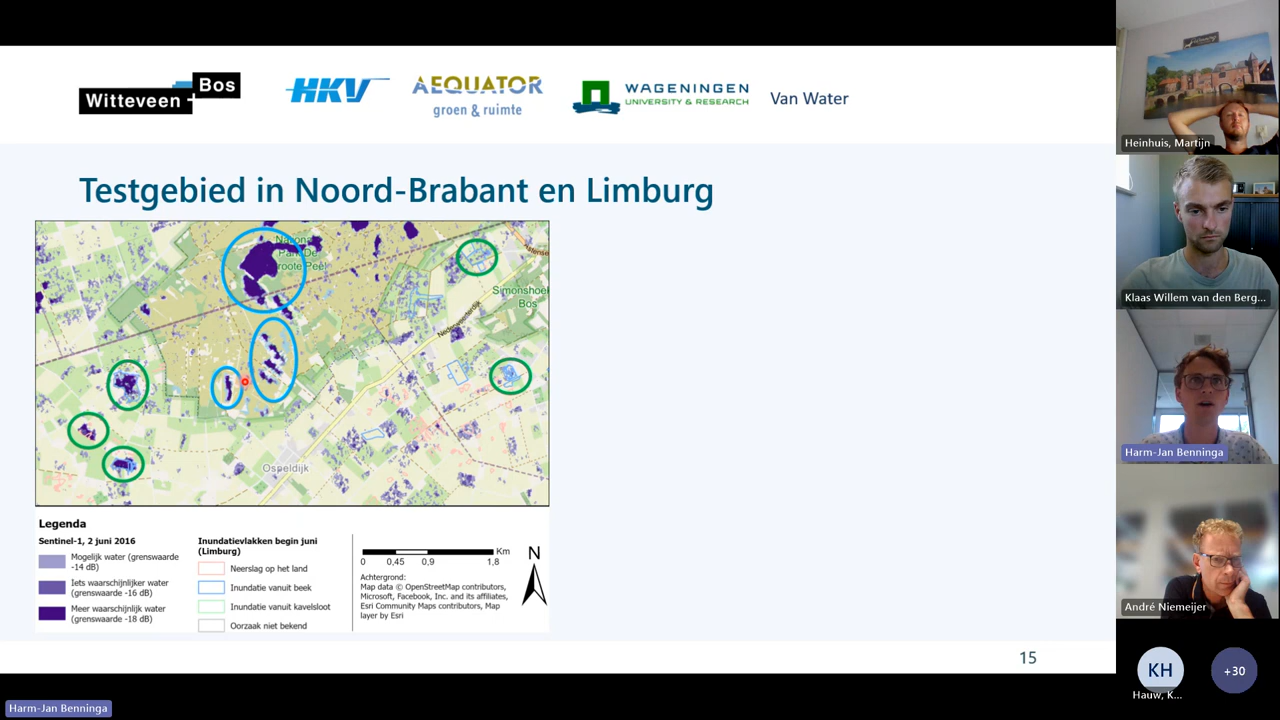 Witteveen
Bos
HKV
AEQUATOR
groen & ruimte
WAGENINGEN
UNIVERSITY & RESEARCH
Van Water
Testgebied in Noord-Brabant en Limburg
Simonshoek
Bos
Ospeldijk
Legenda
Sentinel-1, 2 juni 2016
Mogelijk water (grenswaarde
-14 dB)
Iets waarschijnlijker water
(grenswaarde -16 dB)
Meer waarschijnlijk water
(grenswaarde -18 dB)
Inundatievlakken begin juni
(Limburg)
Neerslag op het land
Inundatie vanuit beek
Inundatie vanuit kavelsloot
Oorzaak niet bekend
Km
0 0,45 0,9 1,8
Achtergrond:
Map data © OpenStreetMap contributors,
Microsoft, Facebook, Inc. and its affiliates,
Esri Community Maps contributors, Map
layer by Esri
N
15
Heinhuis, Martijn
Klaas Willem van den Berg...
Harm-Jan Benninga
André Niemeijer
KH
Hauw, K...
+30
Harm-Jan Benninga